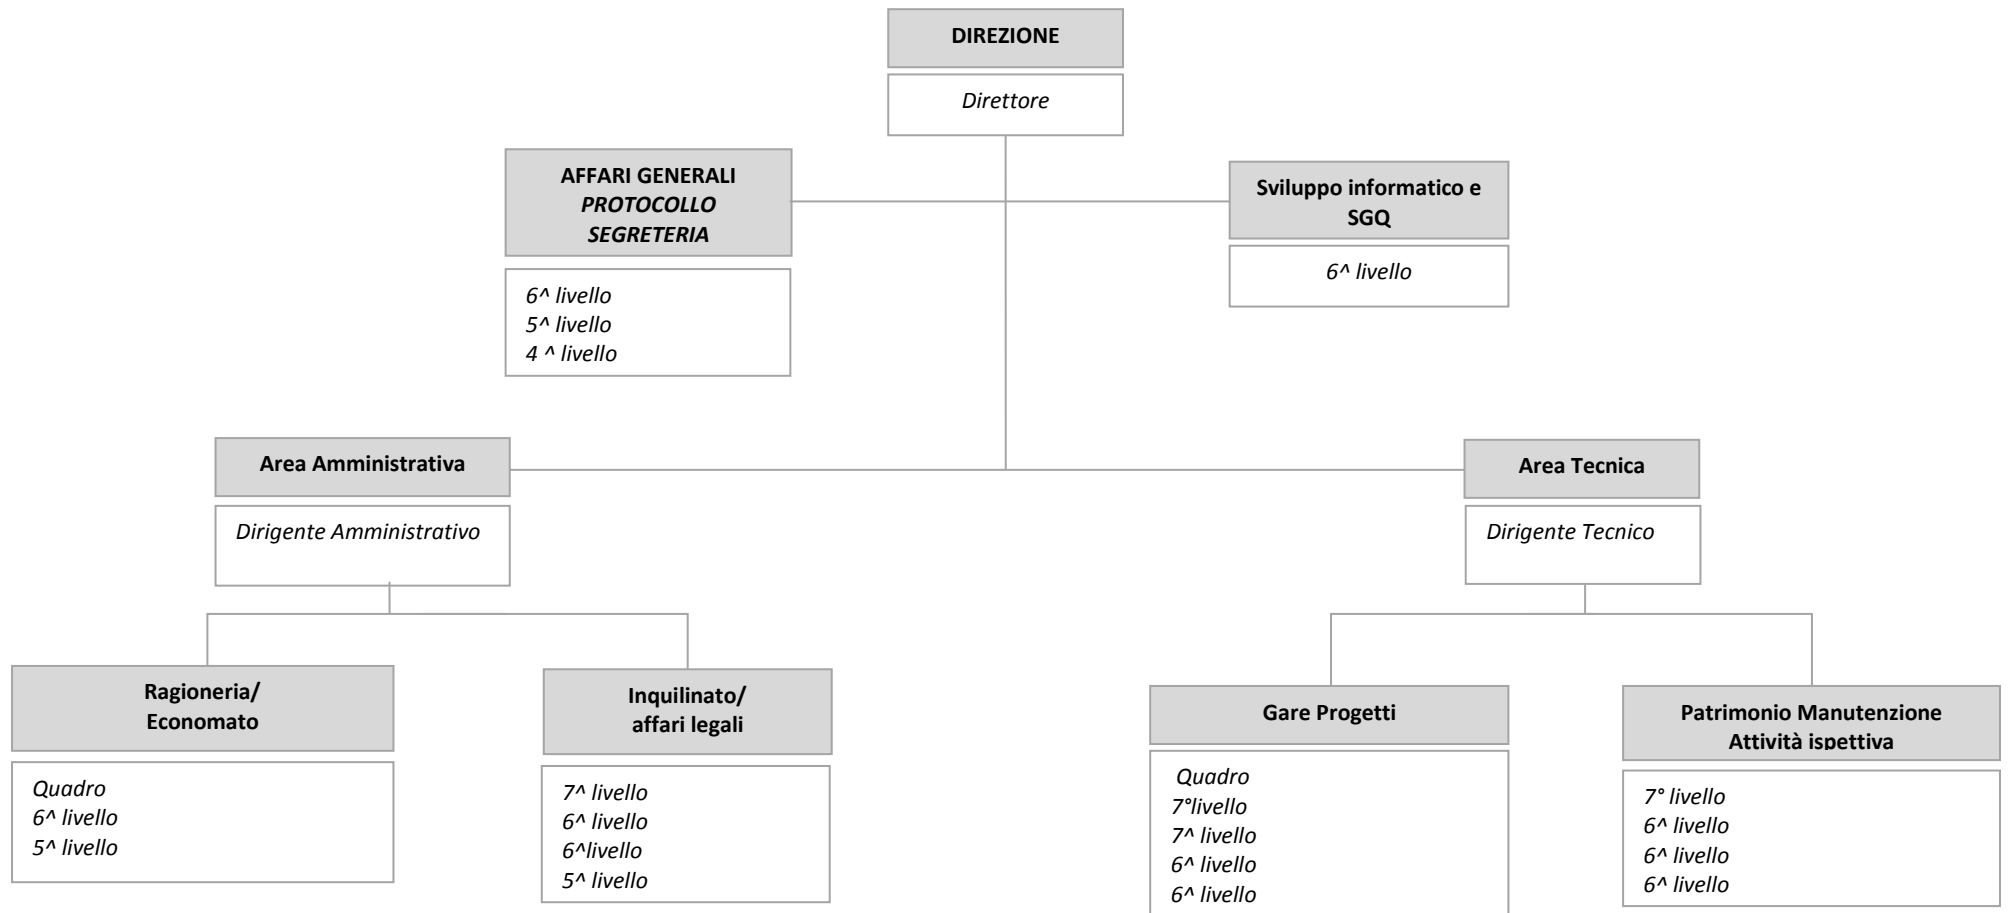 DIREZIONE
Direttore
AFFARI GENERALI
PROTOCOLLO
SEGRETERIA
6^ livello
5^ livello
4 ^ livello
Sviluppo informatico e
SGQ
6^ livello
Area Amministrativa
Dirigente Amministrativo
Area Tecnica
Dirigente Tecnico
Ragioneria/
Economato
Quadro
6^ livello
5^ livello
Inquilinato/
affari legali
7^ livello
6^ livello
6^livello
5^ livello
Gare Progetti
Quadro
7°livello
7^ livello
6^ livello
6^ livello
Patrimonio Manutenzione
Attività ispettiva
7° livello
6^ livello
6^ livello
6^ livello